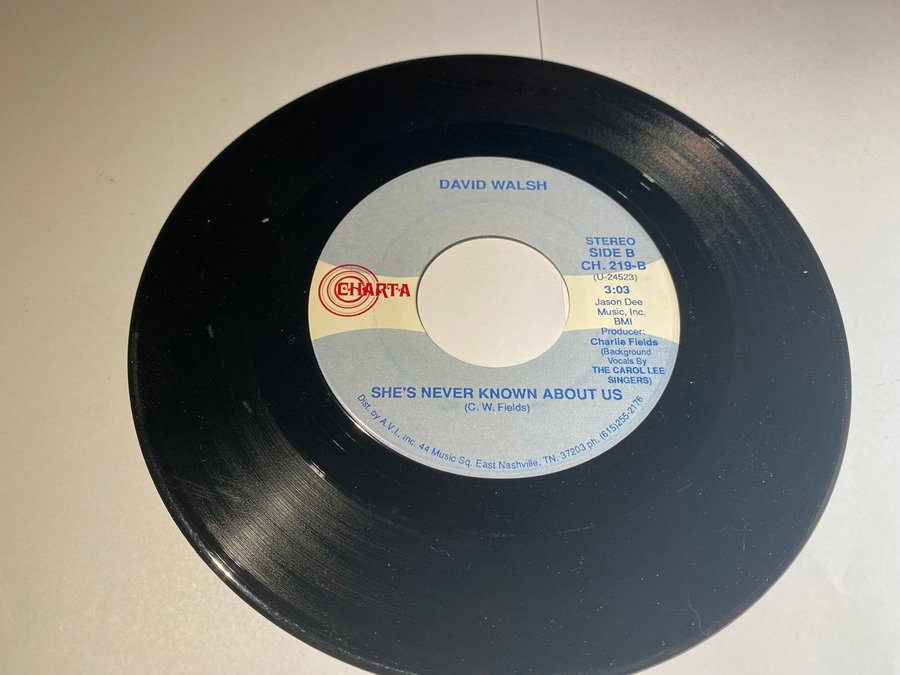 DAVID WALSH
STEREO
SIDE B
CH. 219-B
(U-24523)
3:03
Jason Dee
Music, Inc.
BMI
Producer:
Charlie Fields
(Background
Vocals By
THE CAROL LEE
SINGERS)
CHARTA
SHE'S NEVER KNOWN ABOUT US
(C. W. Fields)
Dist. by A.V.I., inc. 44 Music Sq. East Nashville, TN. 37203 ph. (615)255-2176